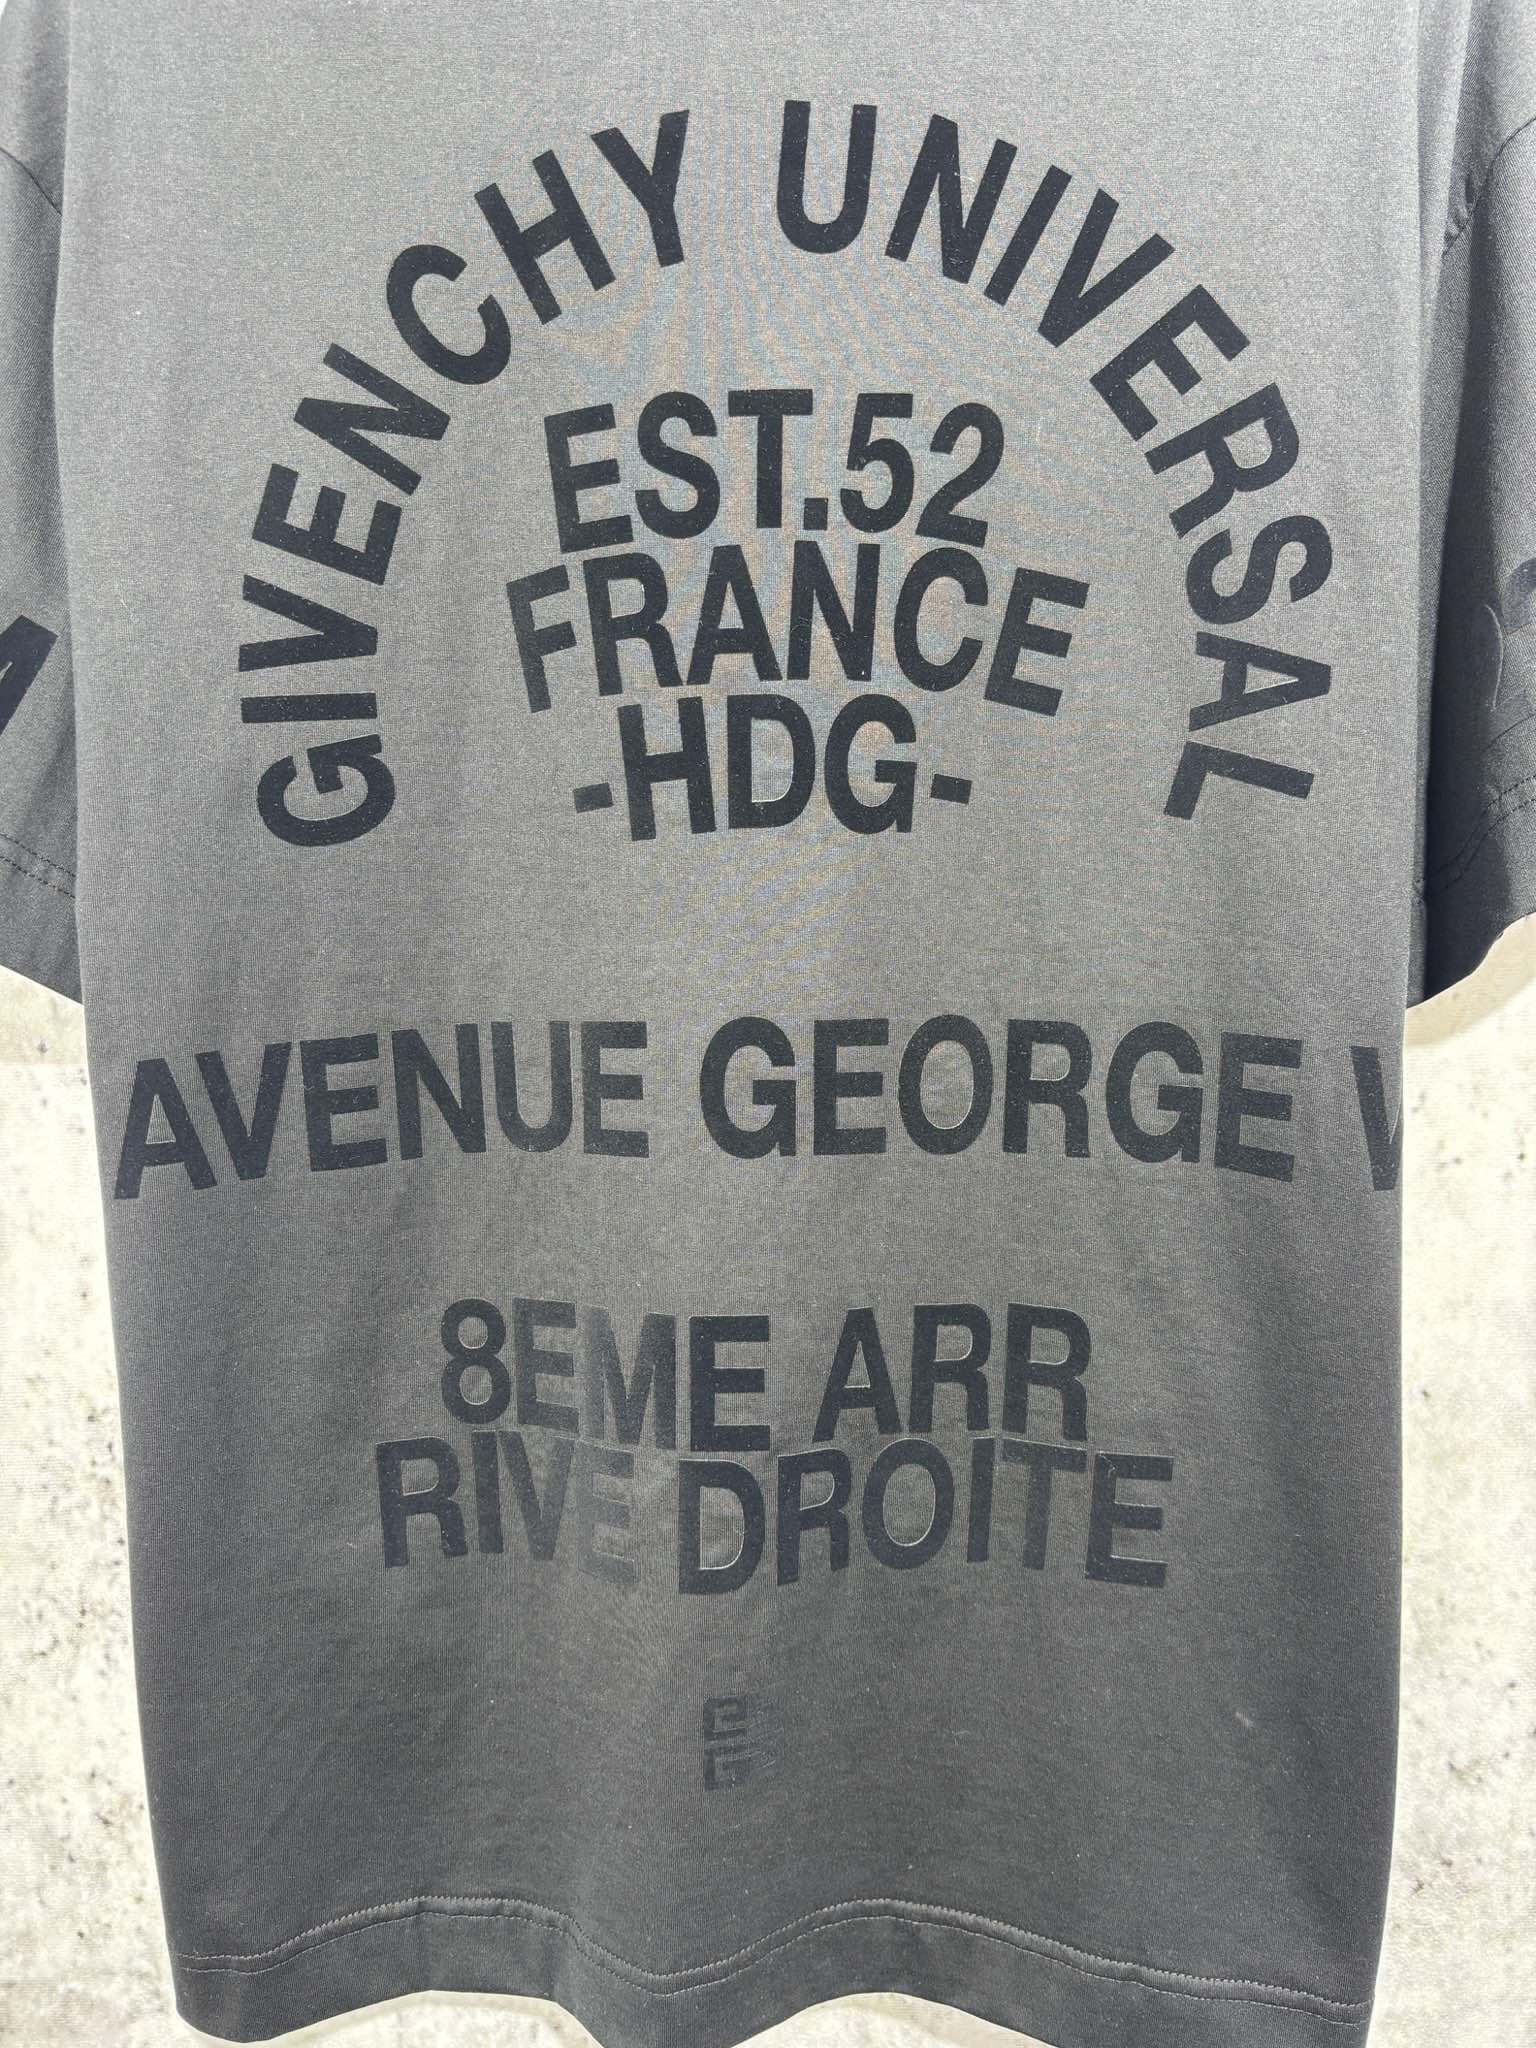 GIVENCHY UNIVERSAL
EST.52
FRANCE
-HDG-
AVENUE GEORGE V
8EME ARR
RIVE DROITE